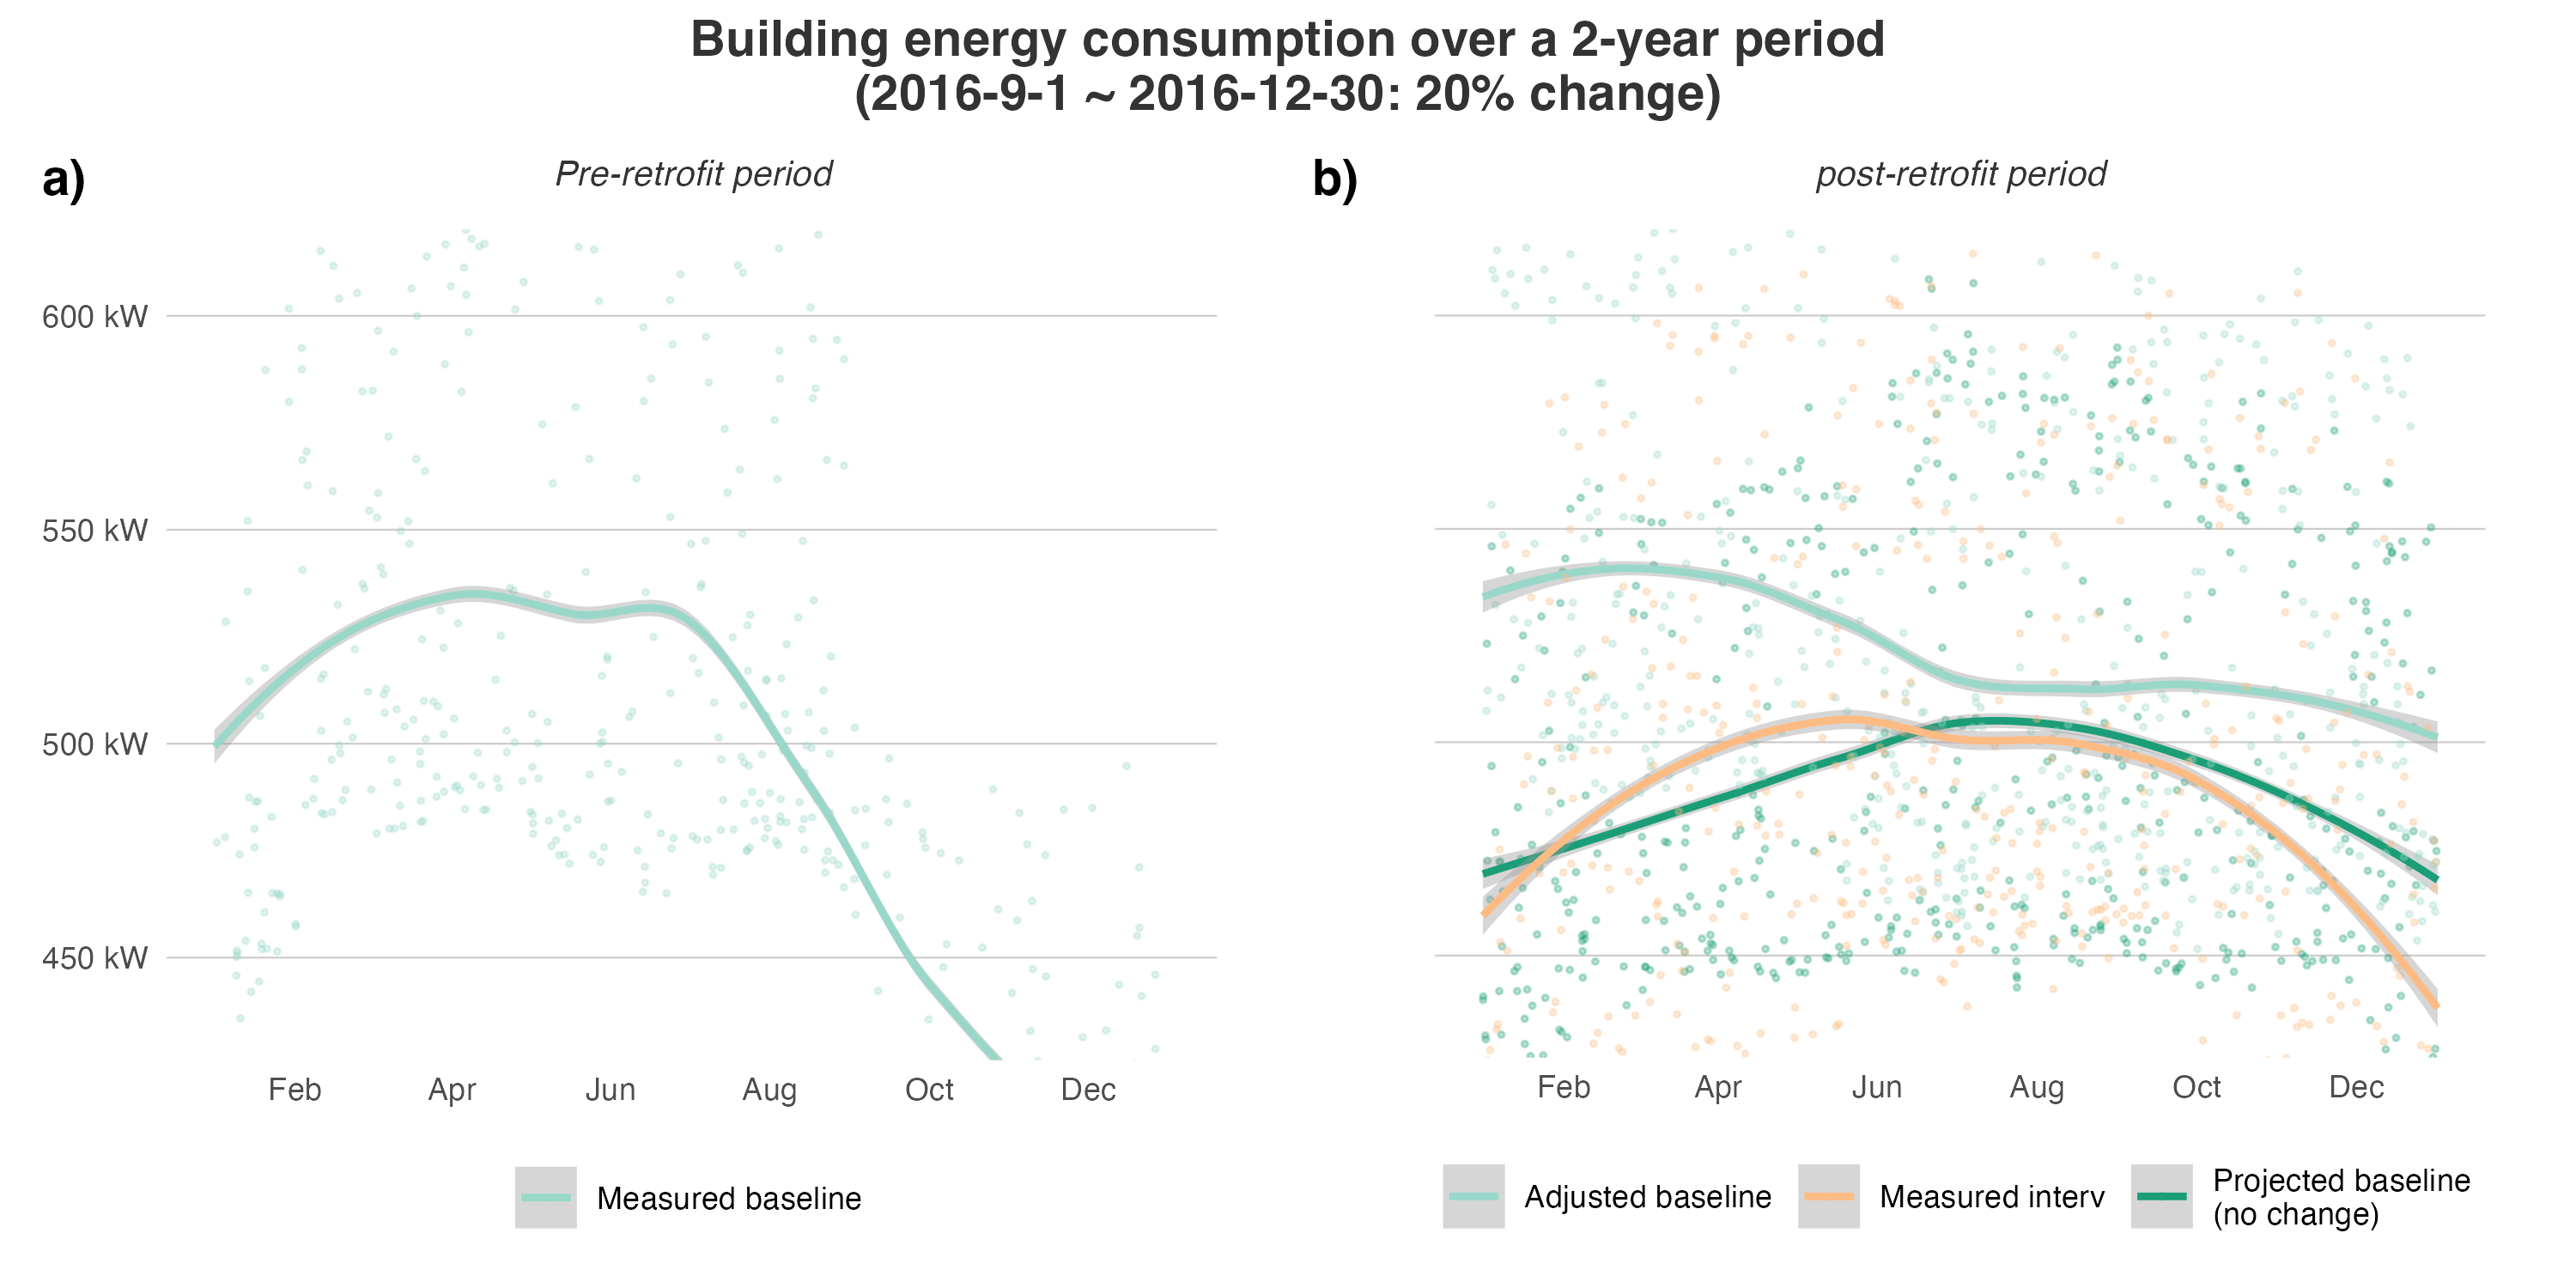 Building energy consumption over a 2-year period
(2016-9-1 ~ 2016-12-30: 20% change)
a)
Pre-retrofit period
600 kW
550 kW
500 kW
450 kW
Feb Apr Jun Aug Oct Dec
Measured baseline
b)
post-retrofit period
Feb Apr Jun Aug Oct Dec
Adjusted baseline
Measured interv
Projected baseline
(no change)